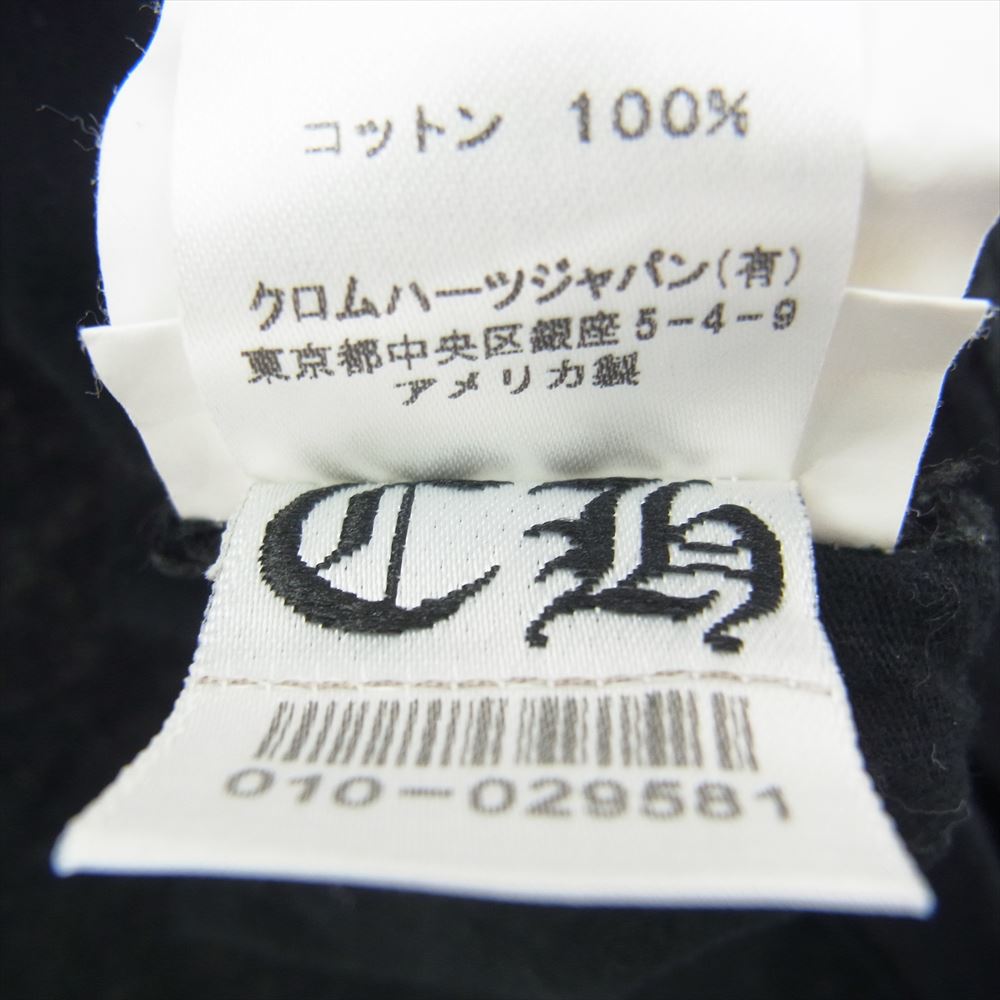 コットン 100%
クロムハーツジャパン(有)
東京都中央区銀座5-4-9
アメリカ製
CH
010-029581